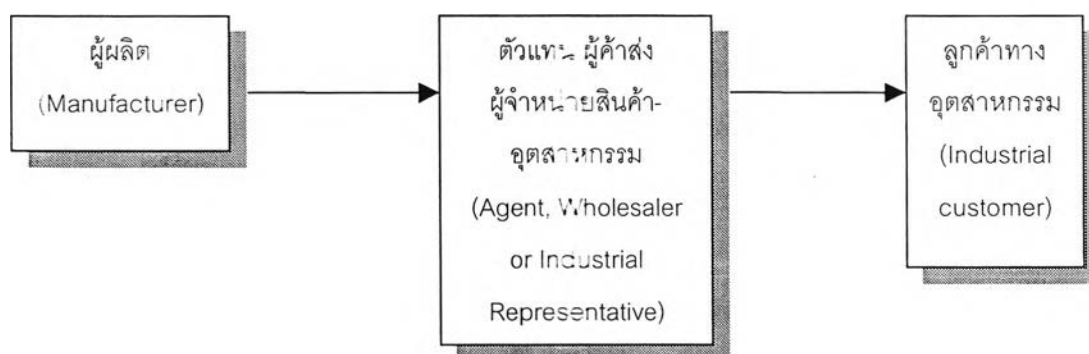 ผู้ผลิต
(Manufacturer)
ตัวแทน ผู้ค้าส่ง
ผู้จำหน่ายสินค้า-
อุตสาหกรรม
(Agent, Wholesaler
or Industrial
Representative)
ลูกค้าทาง
อุตสาหกรรม
(Industrial
customer)